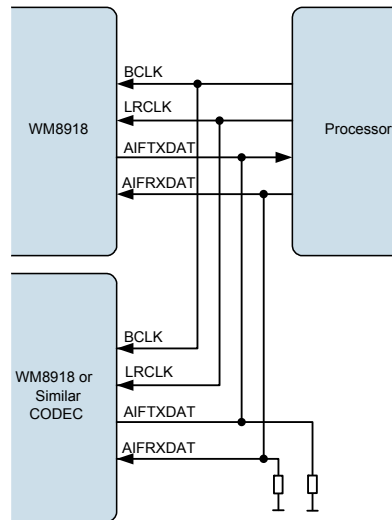 BCLK
LRCLK
WM8918
Processor
AIFTXDAT
AIFRXDAT
BCLK
WM8918 or
Similar
CODEC
LRCLK
AIFTXDAT
AIFRXDAT